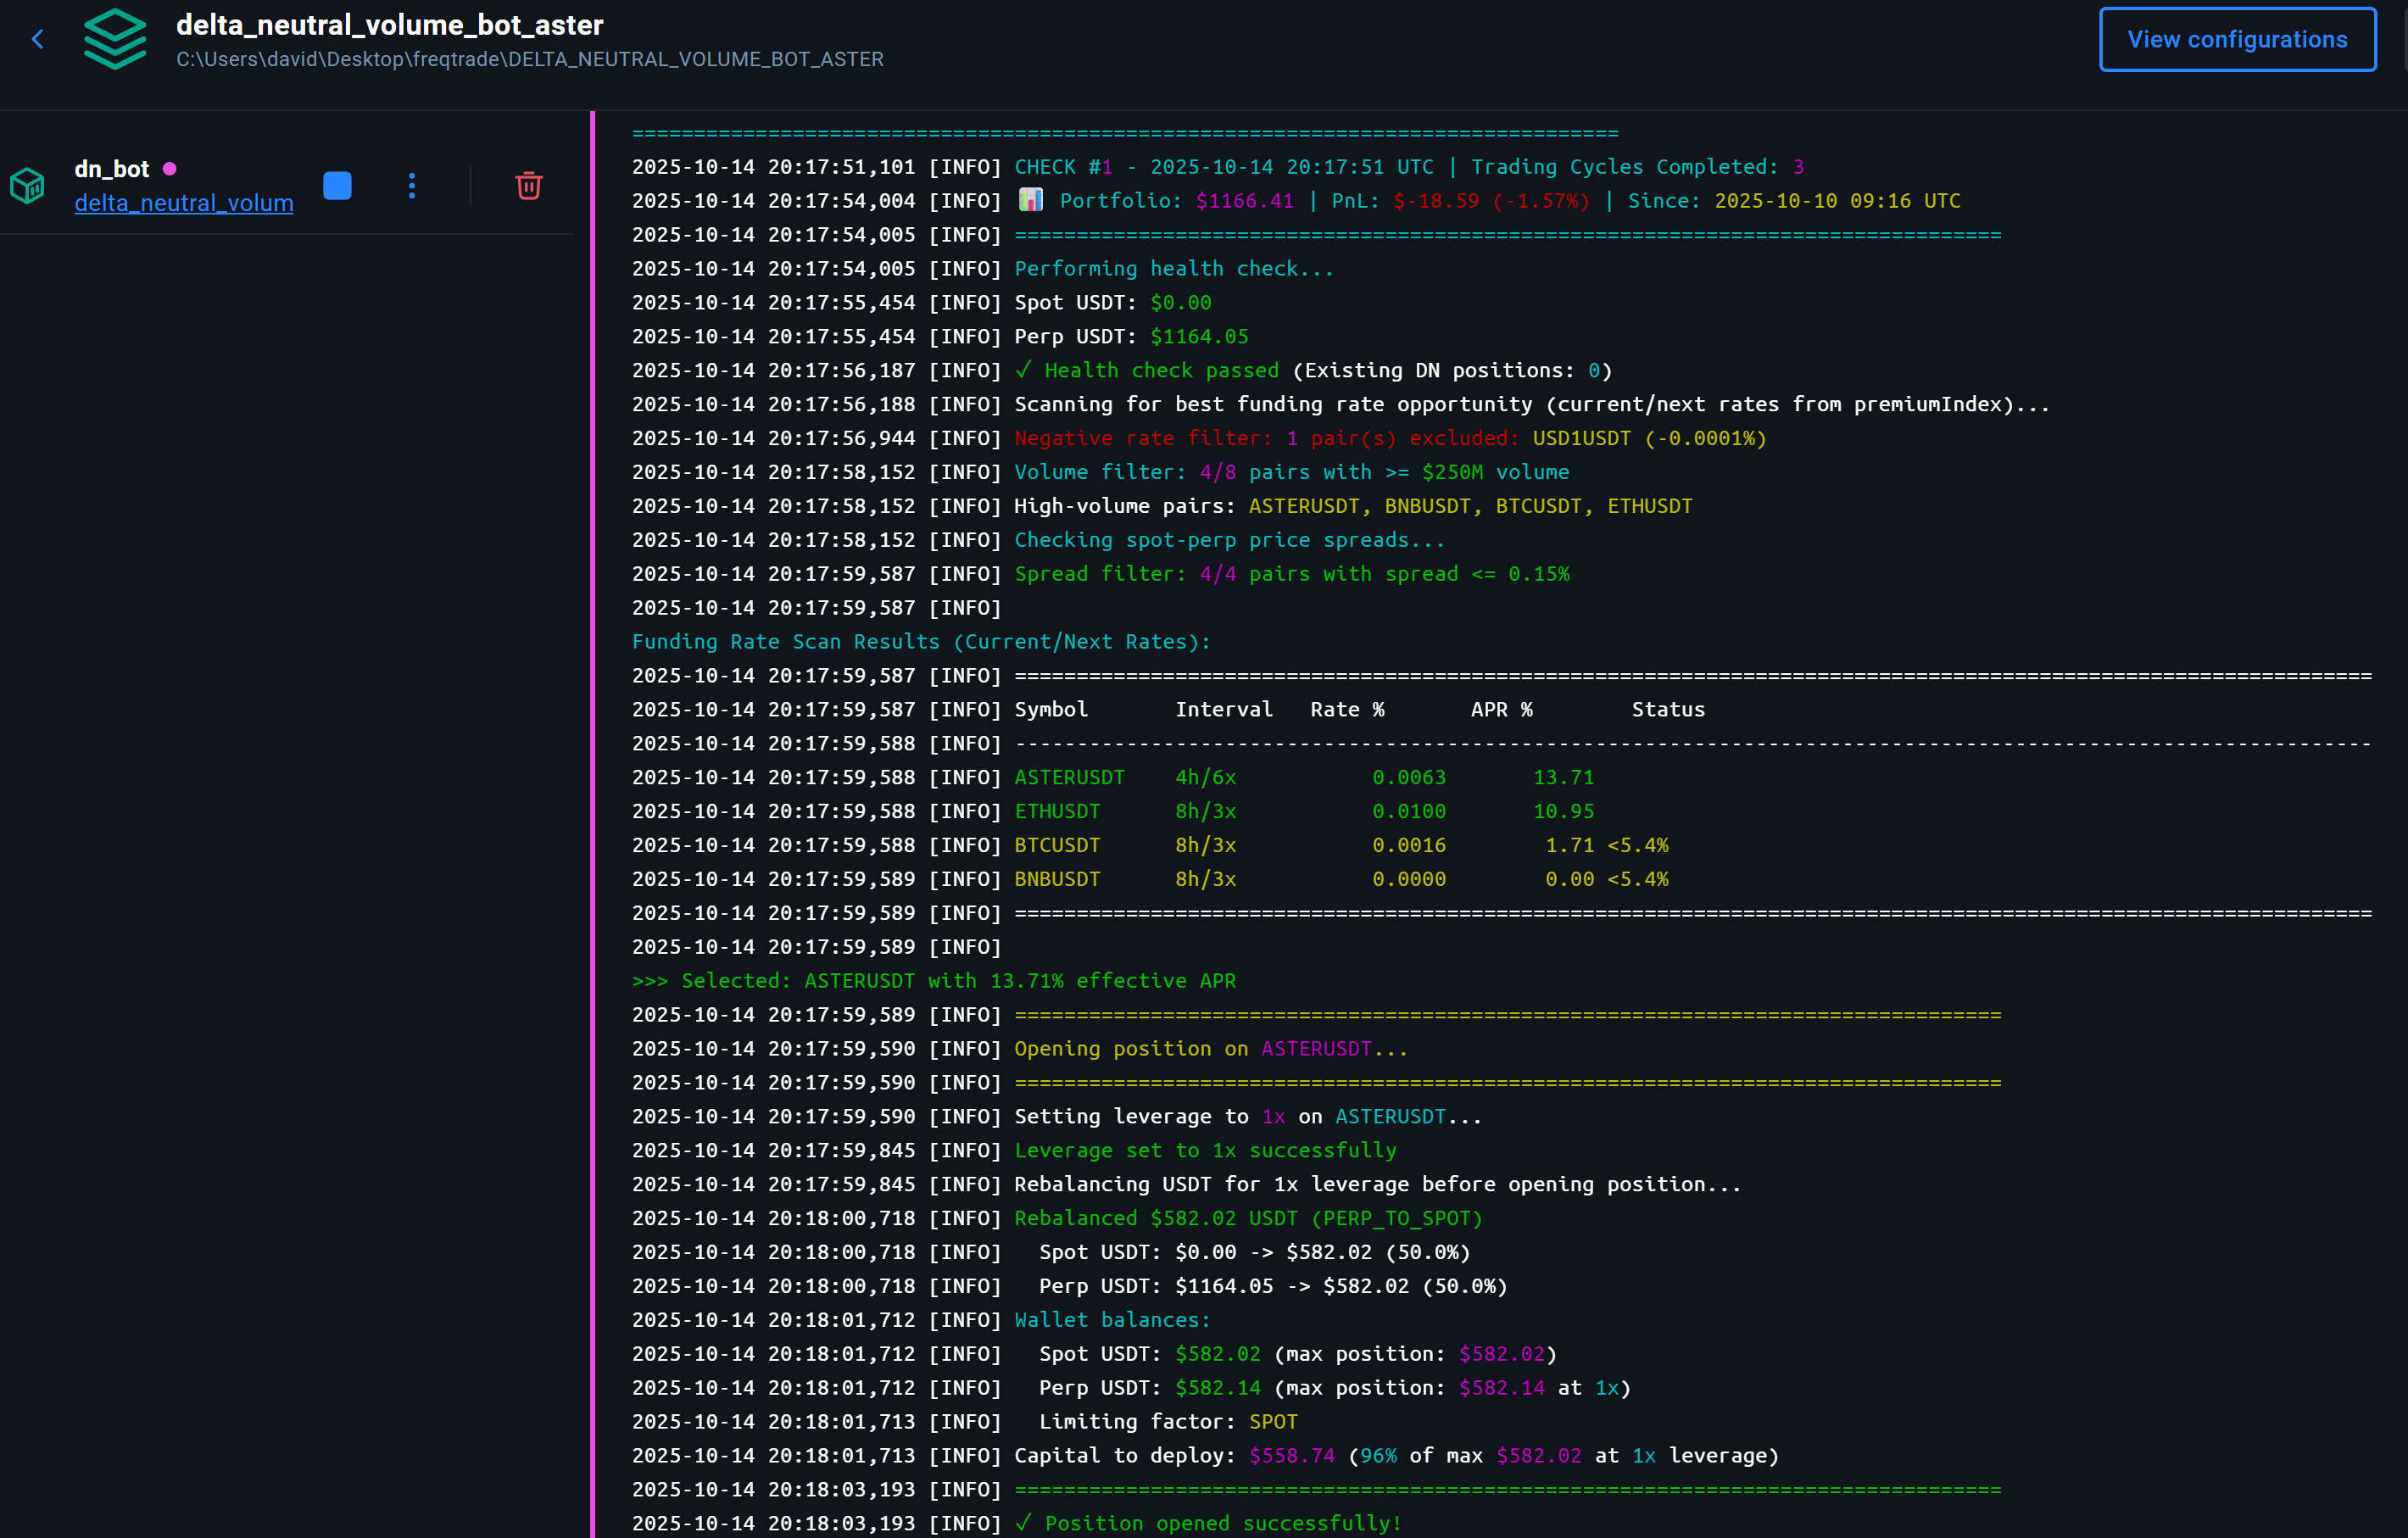 delta_neutral_volume_bot_aster
C:\Users\david\Desktop\freqtrade\DELTA_NEUTRAL_VOLUME_BOT_ASTER
View configurations
dn_bot
delta_neutral_volum
================================================================================
2025-10-14 20:17:51,101 [INFO] CHECK #1 - 2025-10-14 20:17:51 UTC | Trading Cycles Completed: 3
2025-10-14 20:17:54,004 [INFO] 📊 Portfolio: $1166.41 | PnL: $-18.59 (-1.57%) | Since: 2025-10-10 09:16 UTC
2025-10-14 20:17:54,005 [INFO] ================================================================================
2025-10-14 20:17:54,005 [INFO] Performing health check...
2025-10-14 20:17:55,454 [INFO] Spot USDT: $0.00
2025-10-14 20:17:55,454 [INFO] Perp USDT: $1164.05
2025-10-14 20:17:56,187 [INFO] ✓ Health check passed (Existing DN positions: 0)
2025-10-14 20:17:56,188 [INFO] Scanning for best funding rate opportunity (current/next rates from premiumIndex)...
2025-10-14 20:17:56,944 [INFO] Negative rate filter: 1 pair(s) excluded: USD1USDT (-0.0001%)
2025-10-14 20:17:58,152 [INFO] Volume filter: 4/8 pairs with >= $250M volume
2025-10-14 20:17:58,152 [INFO] High-volume pairs: ASTERUSDT, BNBUSDT, BTCUSDT, ETHUSDT
2025-10-14 20:17:58,152 [INFO] Checking spot-perp price spreads...
2025-10-14 20:17:59,587 [INFO] Spread filter: 4/4 pairs with spread <= 0.15%
2025-10-14 20:17:59,587 [INFO]
Funding Rate Scan Results (Current/Next Rates):
2025-10-14 20:17:59,587 [INFO] ==============================================================================================================
2025-10-14 20:17:59,587 [INFO] Symbol       Interval   Rate %       APR %        Status
2025-10-14 20:17:59,588 [INFO] --------------------------------------------------------------------------------------------------------------
2025-10-14 20:17:59,588 [INFO] ASTERUSDT    4h/6x           0.0063       13.71
2025-10-14 20:17:59,588 [INFO] ETHUSDT      8h/3x           0.0100       10.95
2025-10-14 20:17:59,588 [INFO] BTCUSDT      8h/3x           0.0016        1.71 <5.4%
2025-10-14 20:17:59,589 [INFO] BNBUSDT      8h/3x           0.0000        0.00 <5.4%
2025-10-14 20:17:59,589 [INFO] ==============================================================================================================
2025-10-14 20:17:59,589 [INFO]
>>> Selected: ASTERUSDT with 13.71% effective APR
2025-10-14 20:17:59,589 [INFO] ================================================================================
2025-10-14 20:17:59,590 [INFO] Opening position on ASTERUSDT...
2025-10-14 20:17:59,590 [INFO] ================================================================================
2025-10-14 20:17:59,590 [INFO] Setting leverage to 1x on ASTERUSDT...
2025-10-14 20:17:59,845 [INFO] Leverage set to 1x successfully
2025-10-14 20:17:59,845 [INFO] Rebalancing USDT for 1x leverage before opening position...
2025-10-14 20:18:00,718 [INFO] Rebalanced $582.02 USDT (PERP_TO_SPOT)
2025-10-14 20:18:00,718 [INFO]   Spot USDT: $0.00 -> $582.02 (50.0%)
2025-10-14 20:18:00,718 [INFO]   Perp USDT: $1164.05 -> $582.02 (50.0%)
2025-10-14 20:18:01,712 [INFO] Wallet balances:
2025-10-14 20:18:01,712 [INFO]   Spot USDT: $582.02 (max position: $582.02)
2025-10-14 20:18:01,712 [INFO]   Perp USDT: $582.14 (max position: $582.14 at 1x)
2025-10-14 20:18:01,713 [INFO]   Limiting factor: SPOT
2025-10-14 20:18:01,713 [INFO] Capital to deploy: $558.74 (96% of max $582.02 at 1x leverage)
2025-10-14 20:18:03,193 [INFO] ================================================================================
2025-10-14 20:18:03,193 [INFO] ✓ Position opened successfully!